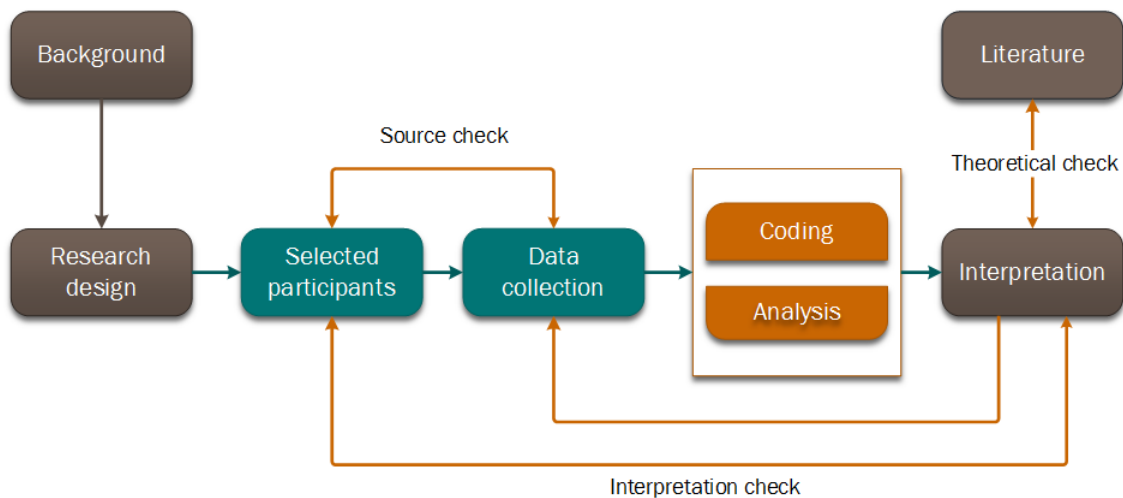 Background
Literature
Source check
Theoretical check
Research
design
Selected
participants
Data
collection
Coding
Analysis
Interpretation
Interpretation check